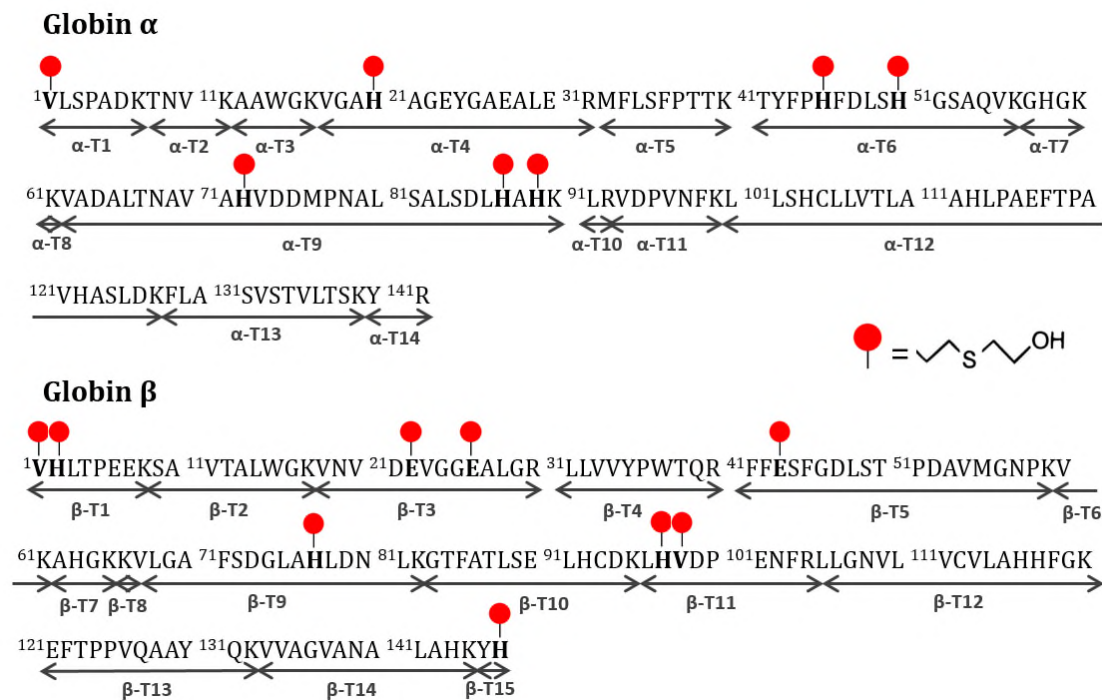 Globin α
¹VLSPADKTNV ¹¹KAAWGKVGAH ²¹AGEYGAEALE ³¹RMFLSFPTTK ⁴¹TYFPHFDLSH ⁵¹GSAQVKGHGK
α-T1 α-T2 α-T3 α-T4 α-T5 α-T6 α-T7
⁶¹KVADALTNAV ⁷¹AHVDDMPNAL ⁸¹SALSDLHAHK ⁹¹LRVDPVNFKL ¹⁰¹LSHCLLVTLA ¹¹¹AHLPAEFTPA
α-T8 α-T9 α-T10 α-T11 α-T12
¹²¹VHASLDKFLA ¹³¹SVSTVLTSKY ¹⁴¹R
α-T13 α-T14
= S OH
Globin β
¹VHLTPEEKSA ¹¹VTALWGKVNV ²¹DEVGGEALGR ³¹LLVVYPWTQR ⁴¹FFESFGDLST ⁵¹PDAVMGNPKV
β-T1 β-T2 β-T3 β-T4 β-T5 β-T6
⁶¹KAHGKKVLGA ⁷¹FSDGLAHLDN ⁸¹LKGTFATLSE ⁹¹LHCDKLHVDP ¹⁰¹ENFRLLGNVL ¹¹¹VCVLAHHFGK
β-T7 β-T8 β-T9 β-T10 β-T11 β-T12
¹²¹EFTPPVQAAY ¹³¹QKVVAGVANA ¹⁴¹LAHKYH
β-T13 β-T14 β-T15